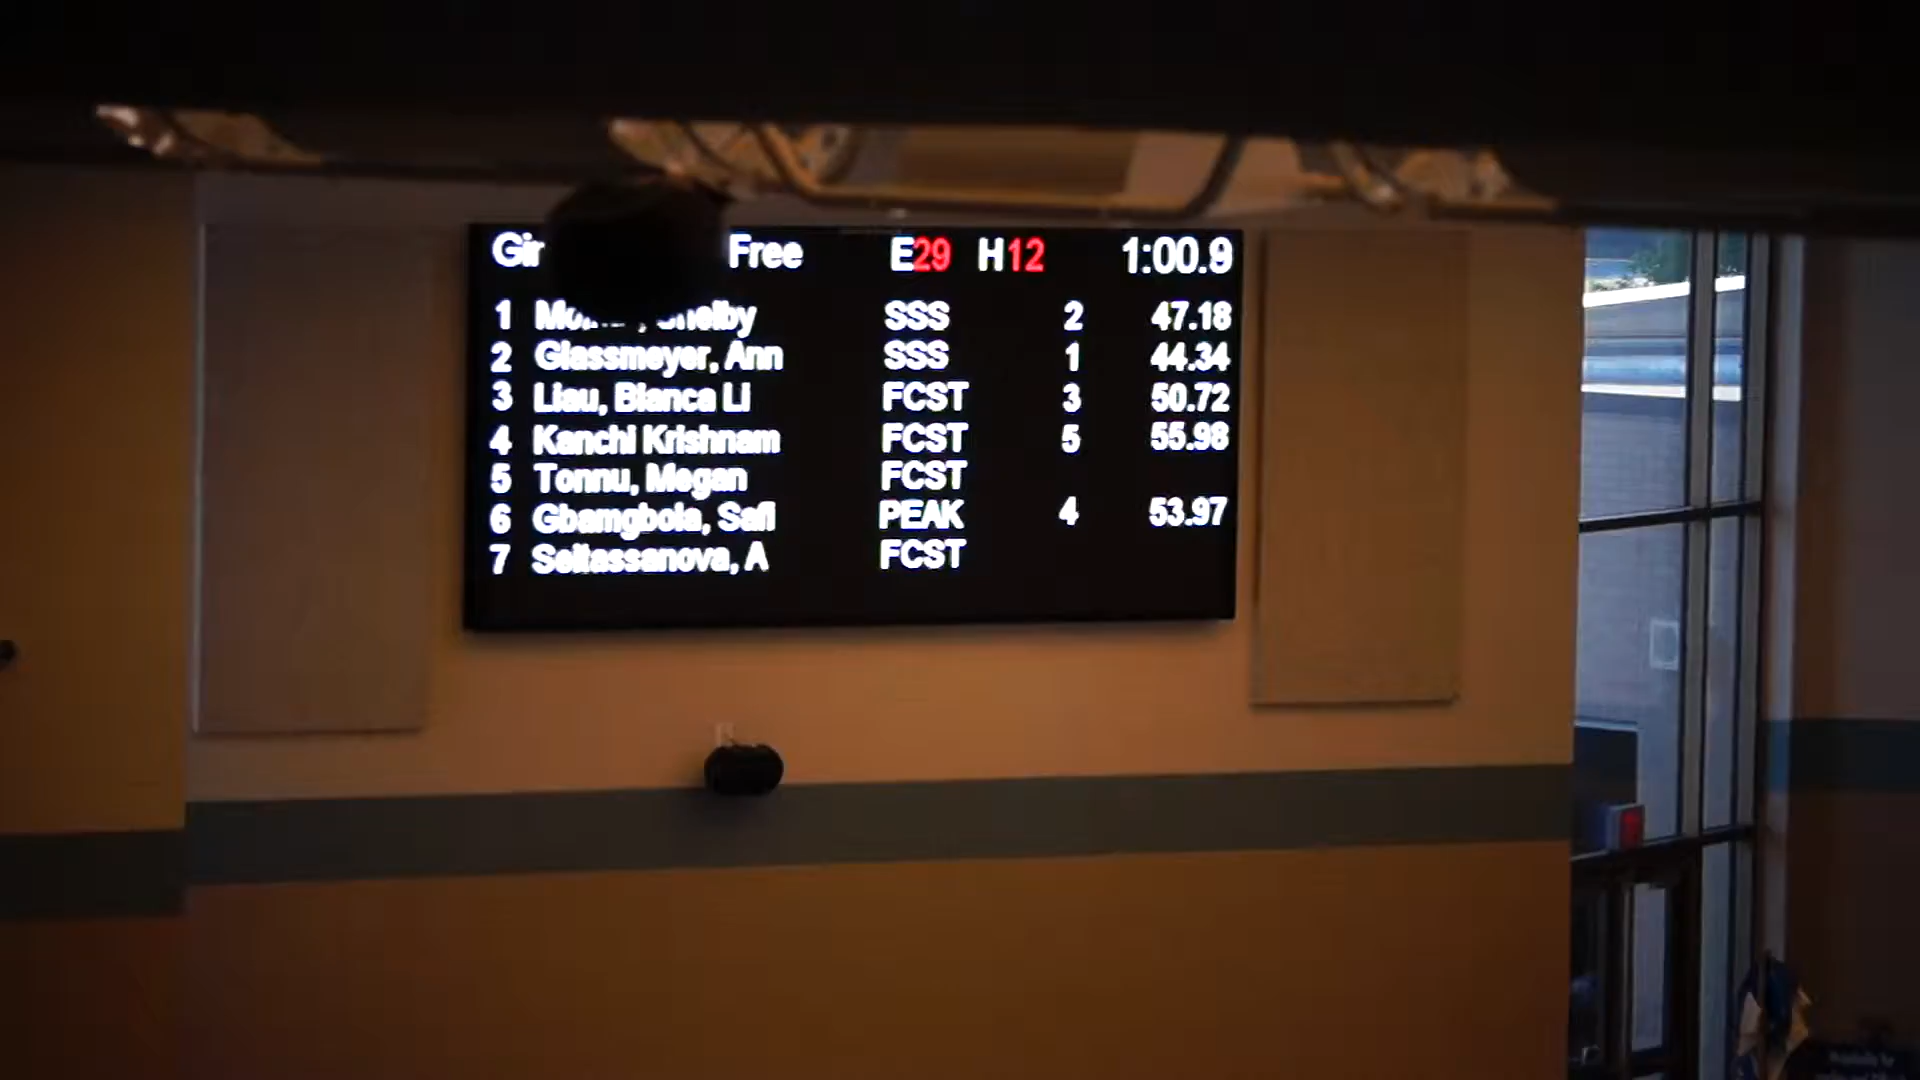 Gir Free E29 H12 1:00.9
1 Shelby SSS 2 47.18
2 Glassmeyer, Ann SSS 1 44.34
3 Liau, Bianca Li FCST 3 50.72
4 Kanchi Krishnam FCST 5 55.98
5 Tonnu, Megan FCST
6 Gbamgbola, Safi PEAK 4 53.97
7 Seitassanova, A FCST